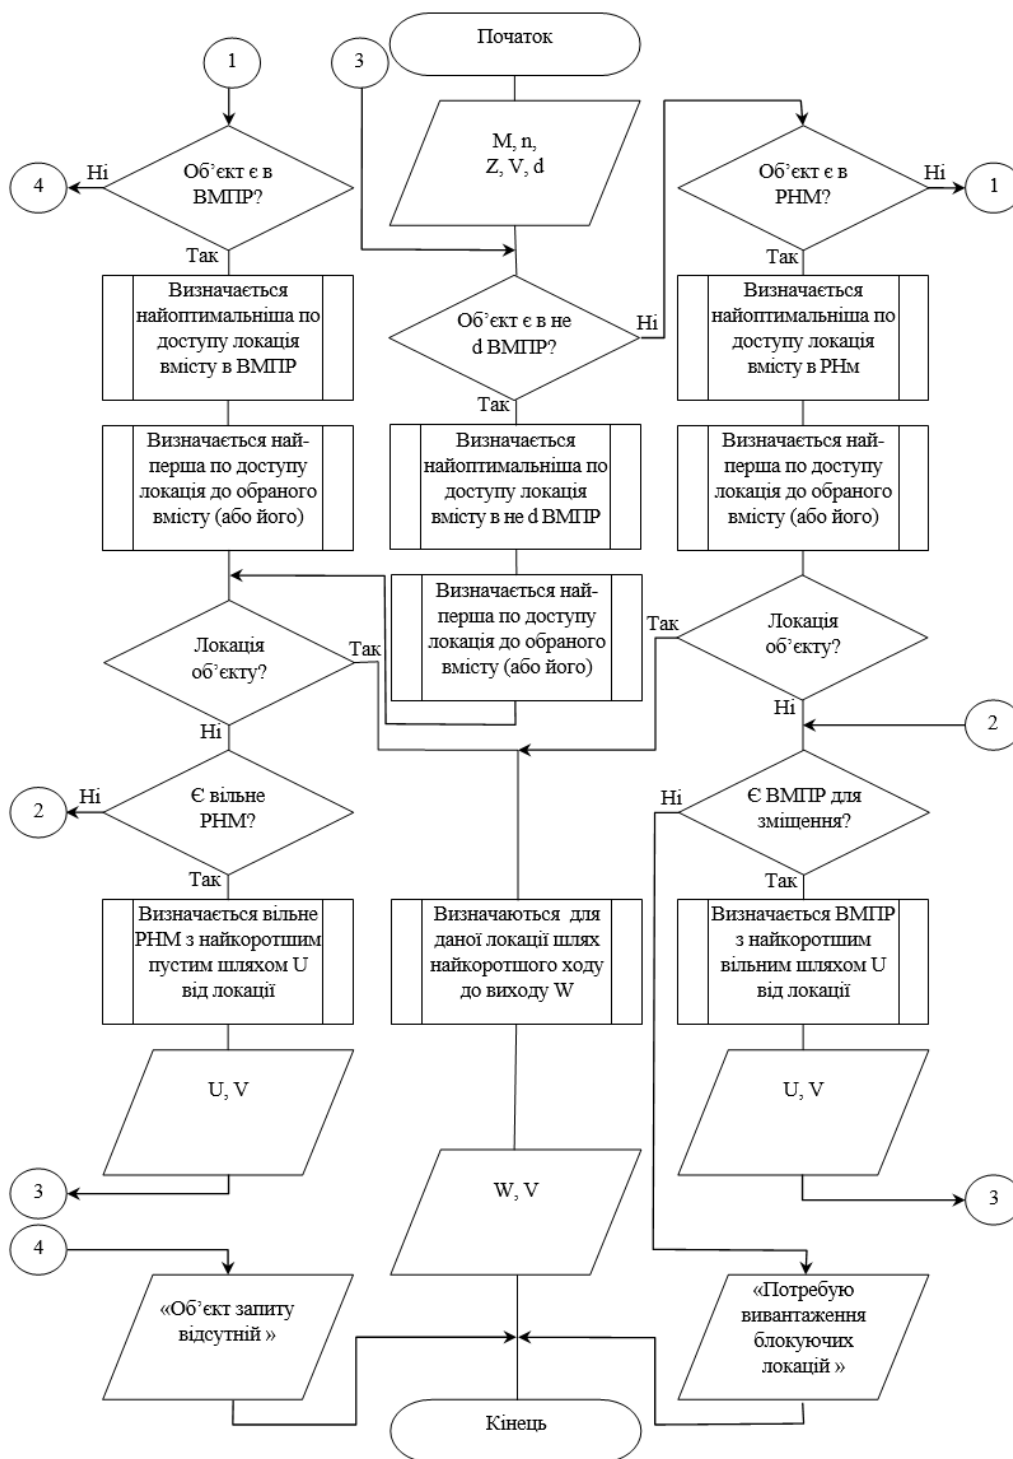 Початок
1
3
М, n,
Z, V, d
Об’єкт є в
ВМПР?
Ні
4
Так
Об’єкт є в
РНМ?
Ні
1
Так
Об’єкт є в не
d ВМПР?
Ні
Так
Визначається
найоптимальніша по
доступу локація
вмісту в ВМПР
Визначається
найоптимальніша по
доступу локація
вмісту в РНм
Визначається най-
перша по доступу
локація до обраного
вмісту (або його)
Визначається
найоптимальніша по
доступу локація
вмісту в не d ВМПР
Визначається най-
перша по доступу
локація до обраного
вмісту (або його)
Визначається най-
перша по доступу
локація до обраного
вмісту (або його)
Локація
об’єкту?
Так
Ні
Локація
об’єкту?
Так
Ні
2
Є вільне
РНМ?
Ні
2
Так
Є ВМПР для
зміщення?
Ні
Так
Визначається вільне
РНМ з найкоротшим
пустим шляхом U
від локації
Визначаються  для
даної локації шлях
найкоротшого ходу
до виходу W
Визначається ВМПР
з найкоротшим
вільним шляхом U
від локації
U, V
U, V
3
W, V
3
4
«Об’єкт запиту
відсутній »
«Потребую
вивантаження
блокуючих
локацій »
Кінець